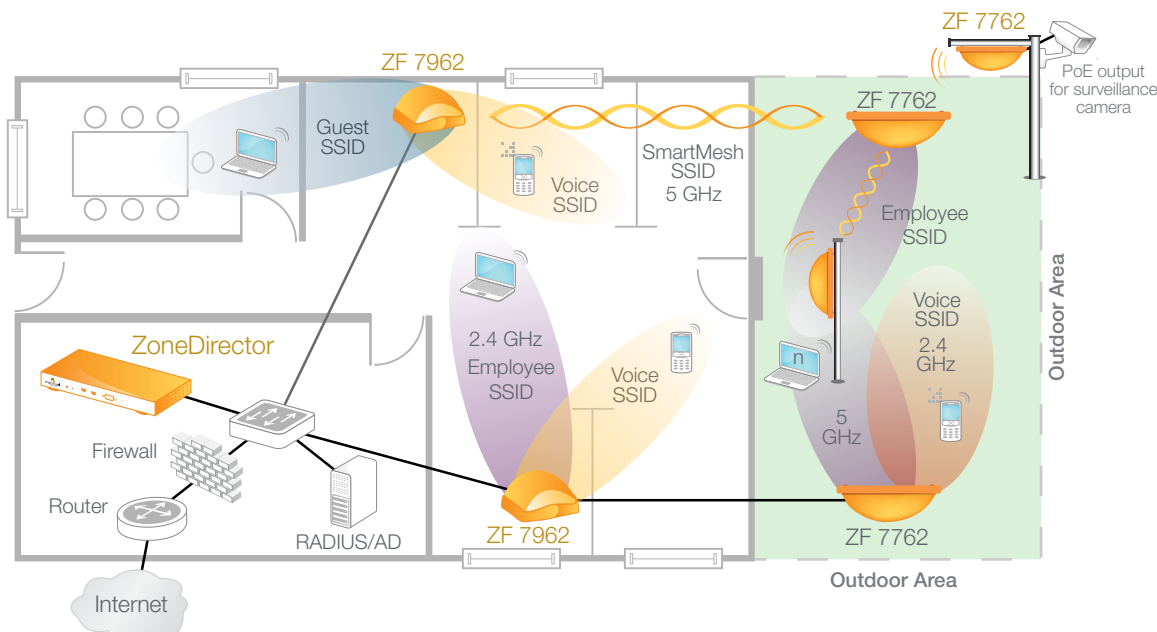 ZF 7762
PoE output
for surveillance
camera
ZF 7962
ZF 7762
Guest
SSID
Voice
SSID
SmartMesh
SSID
5 GHz
Employee
SSID
Outdoor Area
Voice
SSID
2.4
GHz
n
5
GHz
2.4 GHz
Employee
SSID
Voice
SSID
ZoneDirector
Firewall
Router
RADIUS/AD
Internet
ZF 7962
ZF 7762
Outdoor Area